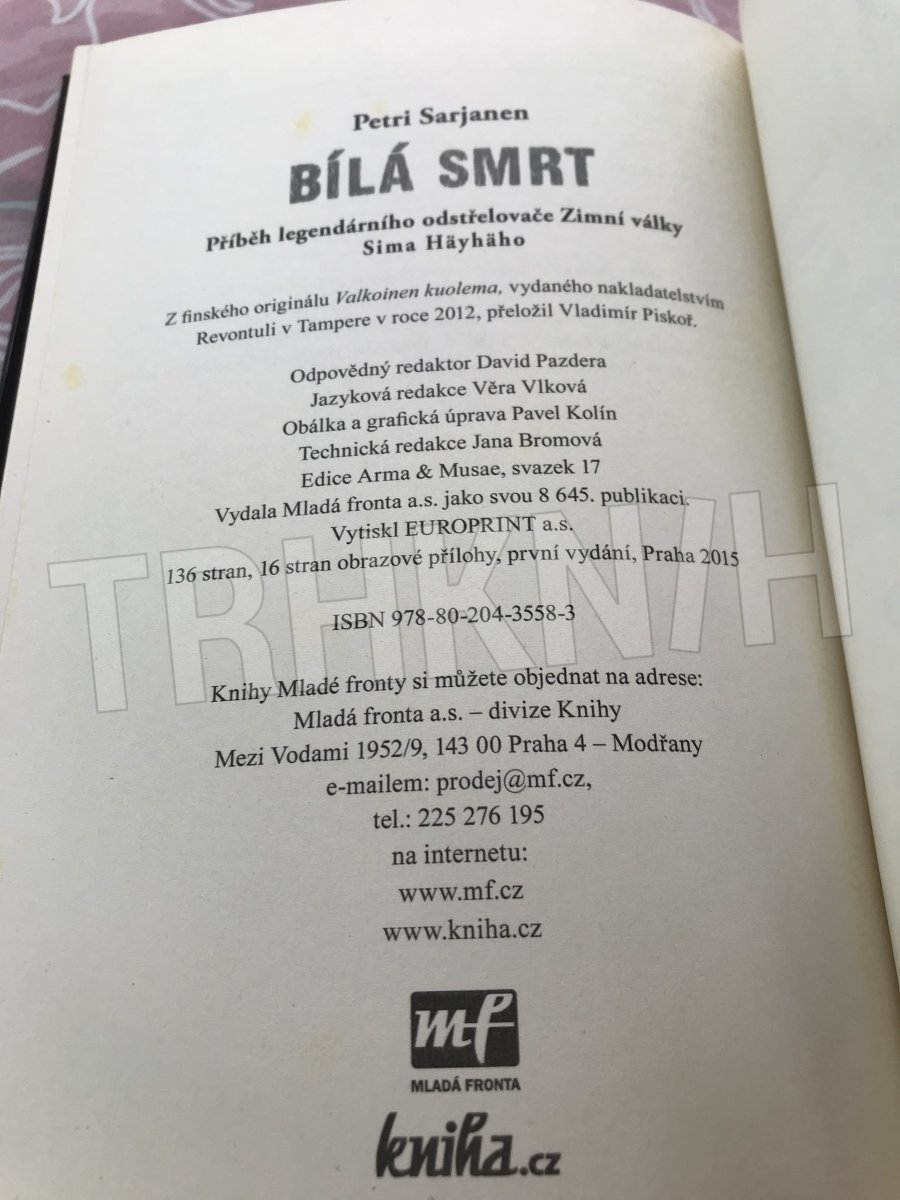 Petri Sarjanen
BÍLÁ SMRT
Příběh legendárního odstřelovače Zimní války
Sima Häyhäho
Z finského originálu Valkoinen kuolema, vydaného nakladatelstvím
Revontuli v Tampere v roce 2012, přeložil Vladimír Piskoř.
Odpovědný redaktor David Pazdera
Jazyková redakce Věra Vlková
Obálka a grafická úprava Pavel Kolín
Technická redakce Jana Bromová
Edice Arma & Musae, svazek 17
Vydala Mladá fronta a.s. jako svou 8 645. publikaci.
Vytiskl EUROPRINT a.s.
136 stran, 16 stran obrazové přílohy, první vydání, Praha 2015
TRHKNIH
ISBN 978-80-204-3558-3
Knihy Mladé fronty si můžete objednat na adrese:
Mladá fronta a.s. – divize Knihy
Mezi Vodami 1952/9, 143 00 Praha 4 – Modřany
e-mailem: prodej@mf.cz,
tel.: 225 276 195
na internetu:
www.mf.cz
www.kniha.cz
mf
MLADÁ FRONTA
kniha.cz